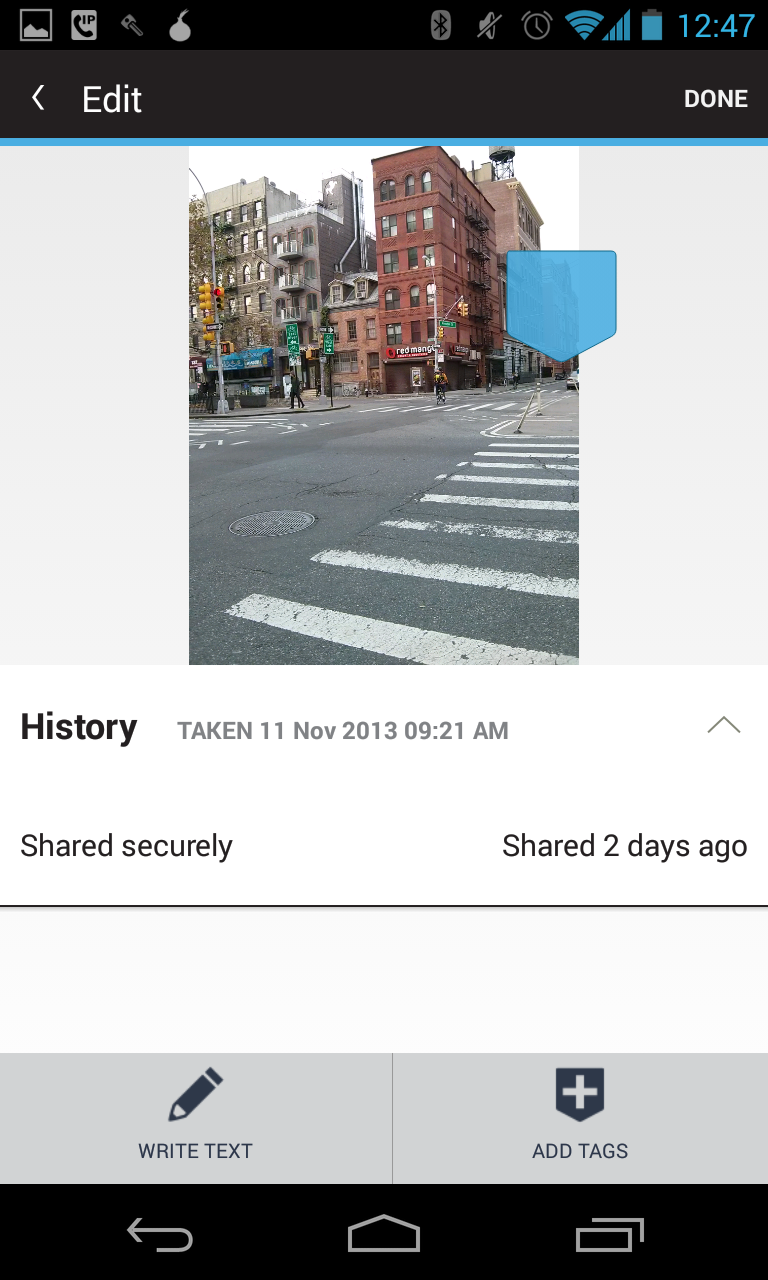 12:47
Edit
DONE
red mango
History
TAKEN 11 Nov 2013 09:21 AM
Shared securely
Shared 2 days ago
WRITE TEXT
ADD TAGS